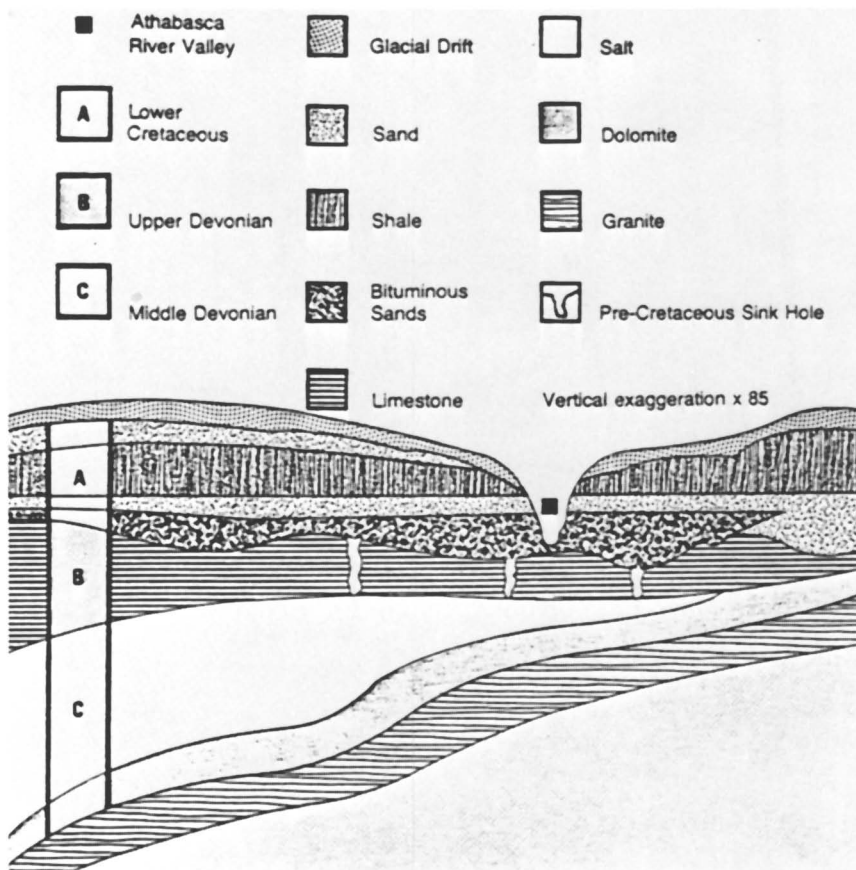 Athabasca
River Valley
Glacial Drift
Salt
A
Lower
Cretaceous
Sand
Dolomite
B
Upper Devonian
Shale
Granite
C
Middle Devonian
Bituminous
Sands
Pre-Cretaceous Sink Hole
Limestone
Vertical exaggeration x 85
A
B
C